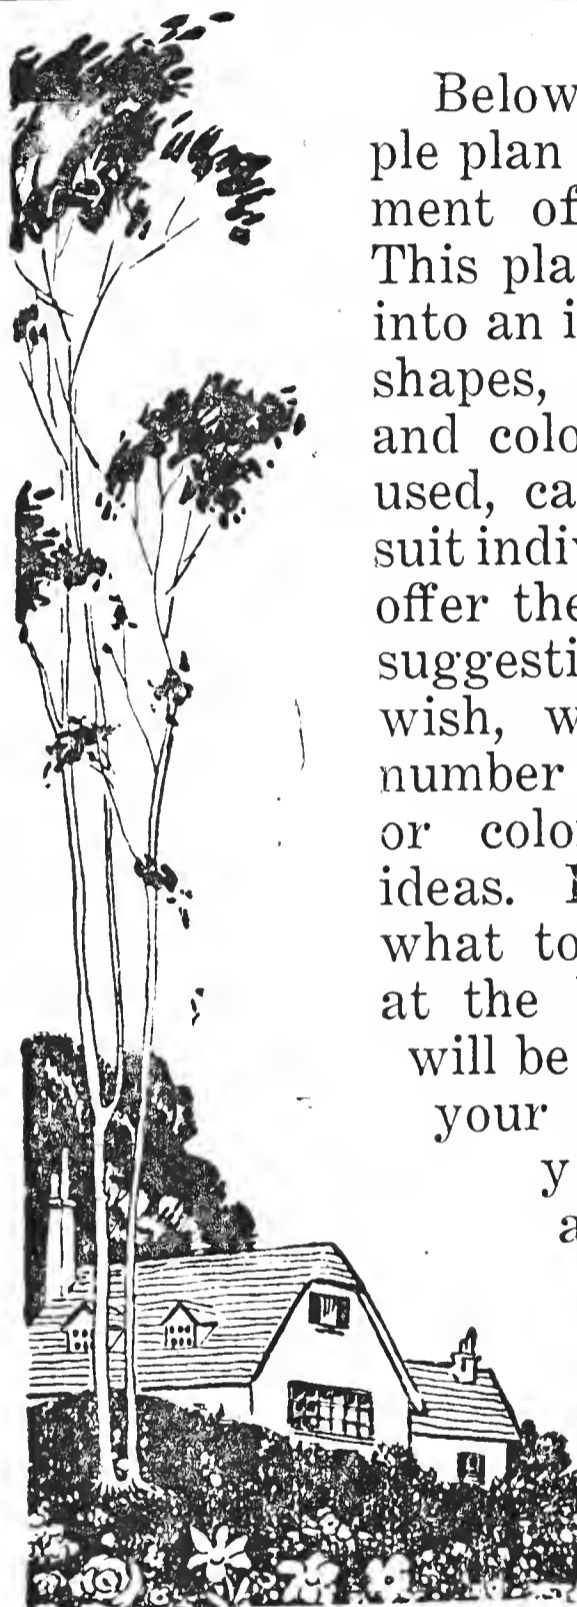 Below
ple plan
ment of
This pla
into an i
shapes,
and colo
used, ca
suit indiv
offer the
suggesti
wish, w
number
or color
ideas.
what to
at the
will be
your
y
a